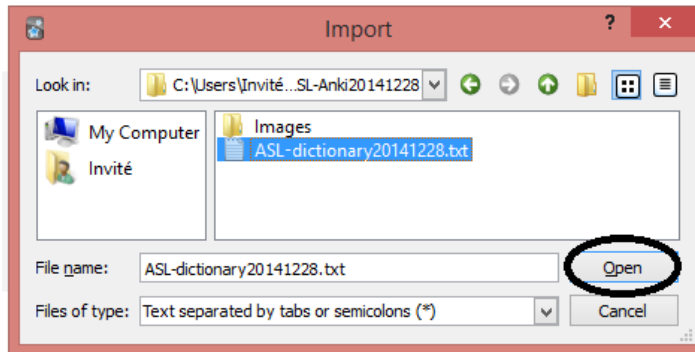 Import
Look in: C:\Users\Invité...SL-Anki20141228
My Computer
Invité
Images
ASL-dictionary20141228.txt
File name: ASL-dictionary20141228.txt Open
Files of type: Text separated by tabs or semicolons (*) Cancel